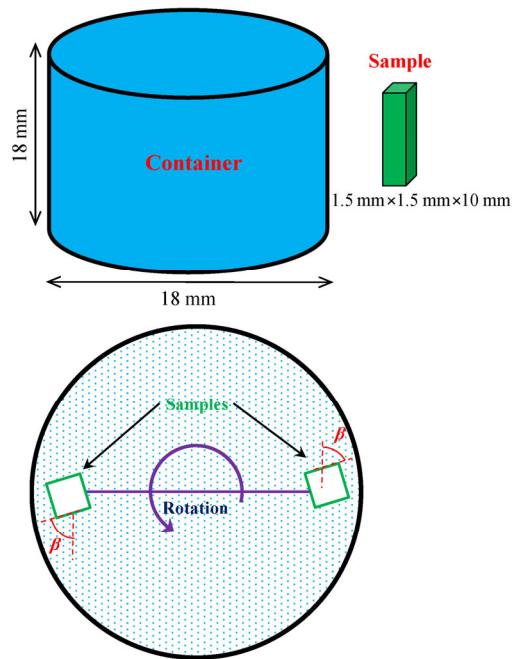 18 mm
Container
Sample
1.5 mm×1.5 mm×10 mm
18 mm
Samples
β
Rotation
β